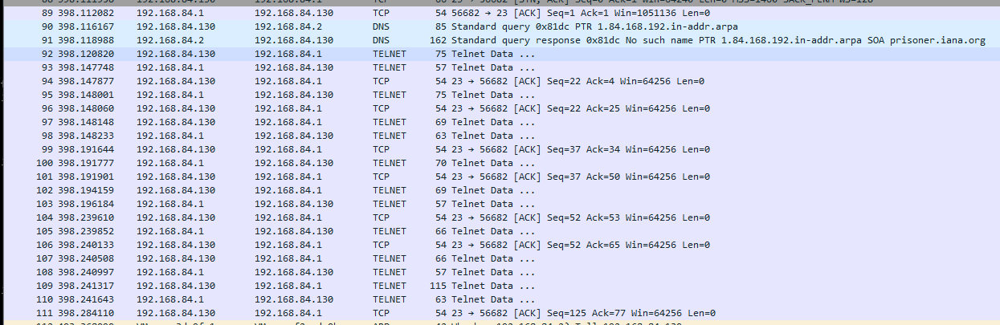 89 398.112082 192.168.84.1 192.168.84.130 TCP 54 56682 → 23 [ACK] Seq=1 Ack=1 Win=1051136 Len=0
90 398.116167 192.168.84.130 192.168.84.2 DNS 85 Standard query 0x81dc PTR 1.84.168.192.in-addr.arpa
91 398.118988 192.168.84.2 192.168.84.130 DNS 162 Standard query response 0x81dc No such name PTR 1.84.168.192.in-addr.arpa SOA prisoner.iana.org
92 398.120820 192.168.84.130 192.168.84.1 TELNET 75 Telnet Data ...
93 398.147748 192.168.84.1 192.168.84.130 TELNET 57 Telnet Data ...
94 398.147877 192.168.84.130 192.168.84.1 TCP 54 23 → 56682 [ACK] Seq=22 Ack=4 Win=64256 Len=0
95 398.148001 192.168.84.1 192.168.84.130 TELNET 75 Telnet Data ...
96 398.148060 192.168.84.130 192.168.84.1 TCP 54 23 → 56682 [ACK] Seq=22 Ack=25 Win=64256 Len=0
97 398.148148 192.168.84.130 192.168.84.1 TELNET 69 Telnet Data ...
98 398.148233 192.168.84.1 192.168.84.130 TELNET 63 Telnet Data ...
99 398.191644 192.168.84.130 192.168.84.1 TCP 54 23 → 56682 [ACK] Seq=37 Ack=34 Win=64256 Len=0
100 398.191777 192.168.84.1 192.168.84.130 TELNET 70 Telnet Data ...
101 398.191901 192.168.84.130 192.168.84.1 TCP 54 23 → 56682 [ACK] Seq=37 Ack=50 Win=64256 Len=0
102 398.194159 192.168.84.130 192.168.84.1 TELNET 69 Telnet Data ...
103 398.196184 192.168.84.1 192.168.84.130 TELNET 57 Telnet Data ...
104 398.239610 192.168.84.130 192.168.84.1 TCP 54 23 → 56682 [ACK] Seq=52 Ack=53 Win=64256 Len=0
105 398.239852 192.168.84.1 192.168.84.130 TELNET 66 Telnet Data ...
106 398.240133 192.168.84.130 192.168.84.1 TCP 54 23 → 56682 [ACK] Seq=52 Ack=65 Win=64256 Len=0
107 398.240508 192.168.84.130 192.168.84.1 TELNET 66 Telnet Data ...
108 398.240997 192.168.84.1 192.168.84.130 TELNET 57 Telnet Data ...
109 398.241317 192.168.84.130 192.168.84.1 TELNET 115 Telnet Data ...
110 398.241643 192.168.84.1 192.168.84.130 TELNET 63 Telnet Data ...
111 398.284110 192.168.84.130 192.168.84.1 TCP 54 23 → 56682 [ACK] Seq=125 Ack=77 Win=64256 Len=0